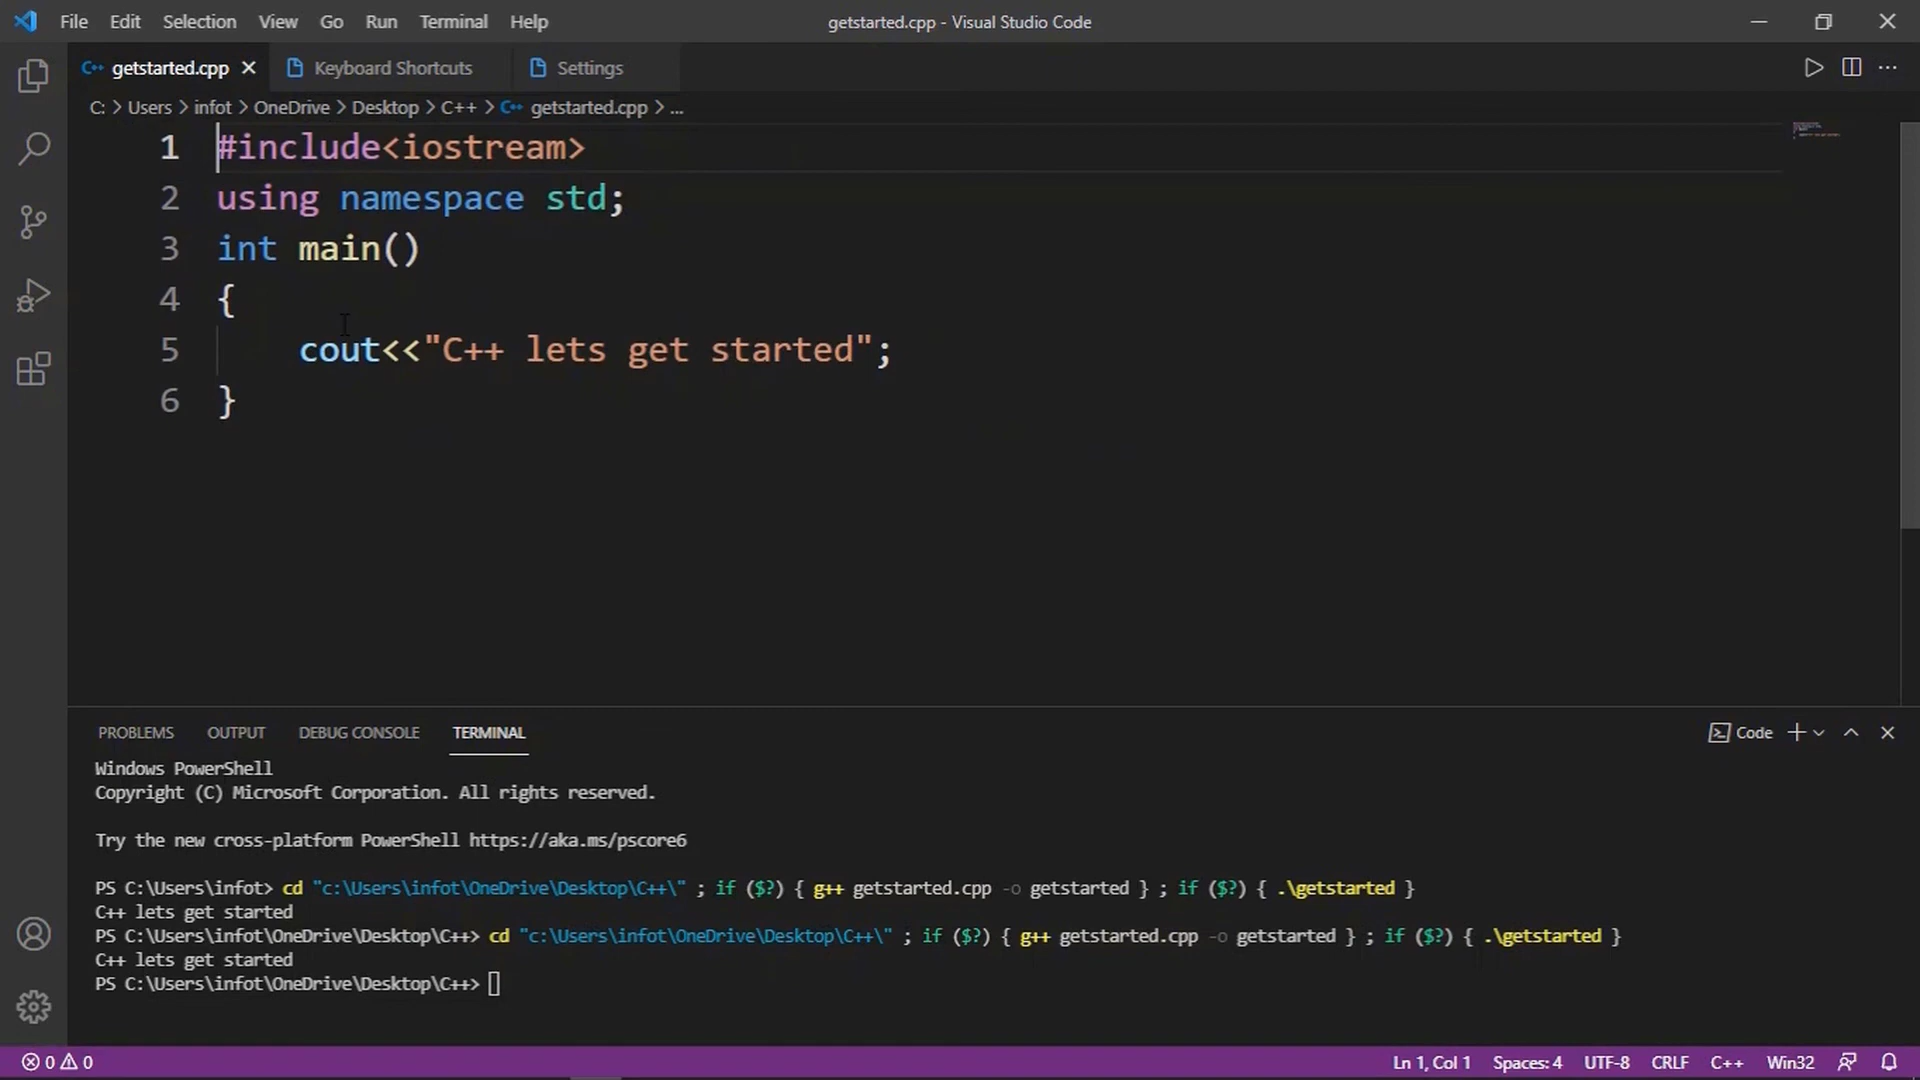 File Edit Selection View Go Run Terminal Help getstarted.cpp - Visual Studio Code
C++ getstarted.cpp Keyboard Shortcuts Settings
C: > Users > infot > OneDrive > Desktop > C++ > C++ getstarted.cpp > ...
1 #include<iostream>
2 using namespace std;
3 int main()
4 {
5     cout<<"C++ lets get started";
6 }
PROBLEMS OUTPUT DEBUG CONSOLE TERMINAL Code
Windows PowerShell
Copyright (C) Microsoft Corporation. All rights reserved.
Try the new cross-platform PowerShell https://aka.ms/pscore6
PS C:\Users\infot> cd "c:\Users\infot\OneDrive\Desktop\C++\" ; if ($?) { g++ getstarted.cpp -o getstarted } ; if ($?) { .\getstarted }
C++ lets get started
PS C:\Users\infot\OneDrive\Desktop\C++> cd "c:\Users\infot\OneDrive\Desktop\C++\" ; if ($?) { g++ getstarted.cpp -o getstarted } ; if ($?) { .\getstarted }
C++ lets get started
PS C:\Users\infot\OneDrive\Desktop\C++>
0 0 Ln 1, Col 1 Spaces: 4 UTF-8 CRLF C++ Win32